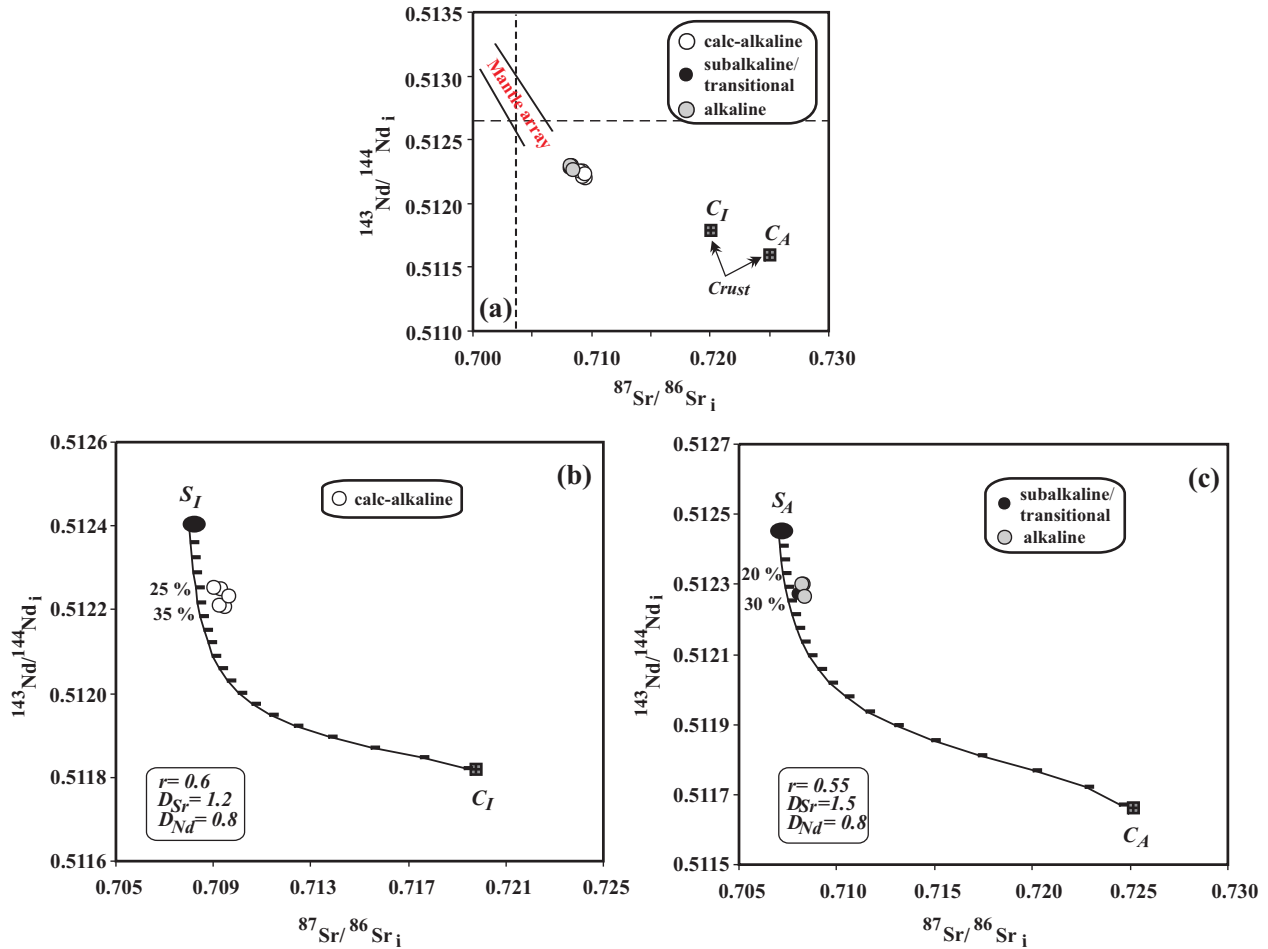 0.5135
0.5130
0.5125
0.5120
0.5115
0.5110
143Nd/ 144Nd i
calc-alkaline
subalkaline/
transitional
alkaline
Mantle array
CI
CA
Crust
(a)
0.700
0.710
0.720
0.730
87Sr/ 86Sr i
0.5126
0.5124
0.5122
0.5120
0.5118
0.5116
143Nd/144Nd i
(b)
calc-alkaline
SI
25 %
35 %
r= 0.6
DSr= 1.2
DNd= 0.8
CI
0.705
0.709
0.713
0.717
0.721
0.725
87Sr/ 86Sr i
0.5127
0.5125
0.5123
0.5121
0.5119
0.5117
0.5115
143Nd/144Nd i
(c)
subalkaline/
transitional
alkaline
SA
20 %
30 %
r= 0.55
DSr=1.5
DNd= 0.8
CA
0.705
0.710
0.715
0.720
0.725
0.730
87Sr/ 86Sr i